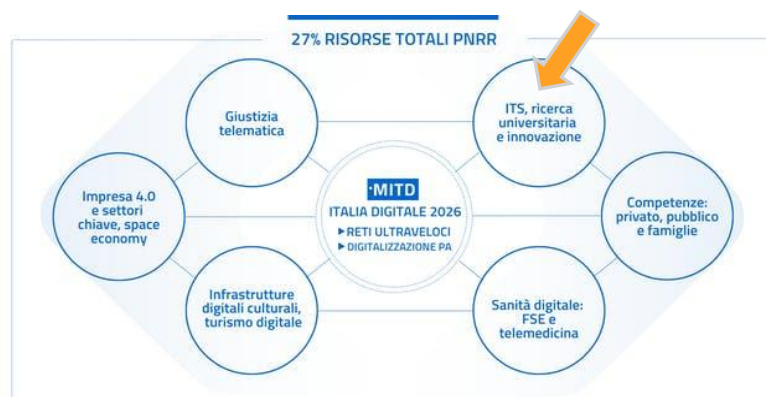 27% RISORSE TOTALI PNRR
Giustizia
telematica
ITS, ricerca
universitaria
e innovazione
Impresa 4.0
e settori
chiave, space
economy
·MITD
ITALIA DIGITALE 2026
▶RETI ULTRAVELOCI
▶DIGITALIZZAZIONE PA
Competenze:
privato, pubblico
e famiglie
Infrastrutture
digitali culturali,
turismo digitale
Sanità digitale:
FSE e
telemedicina